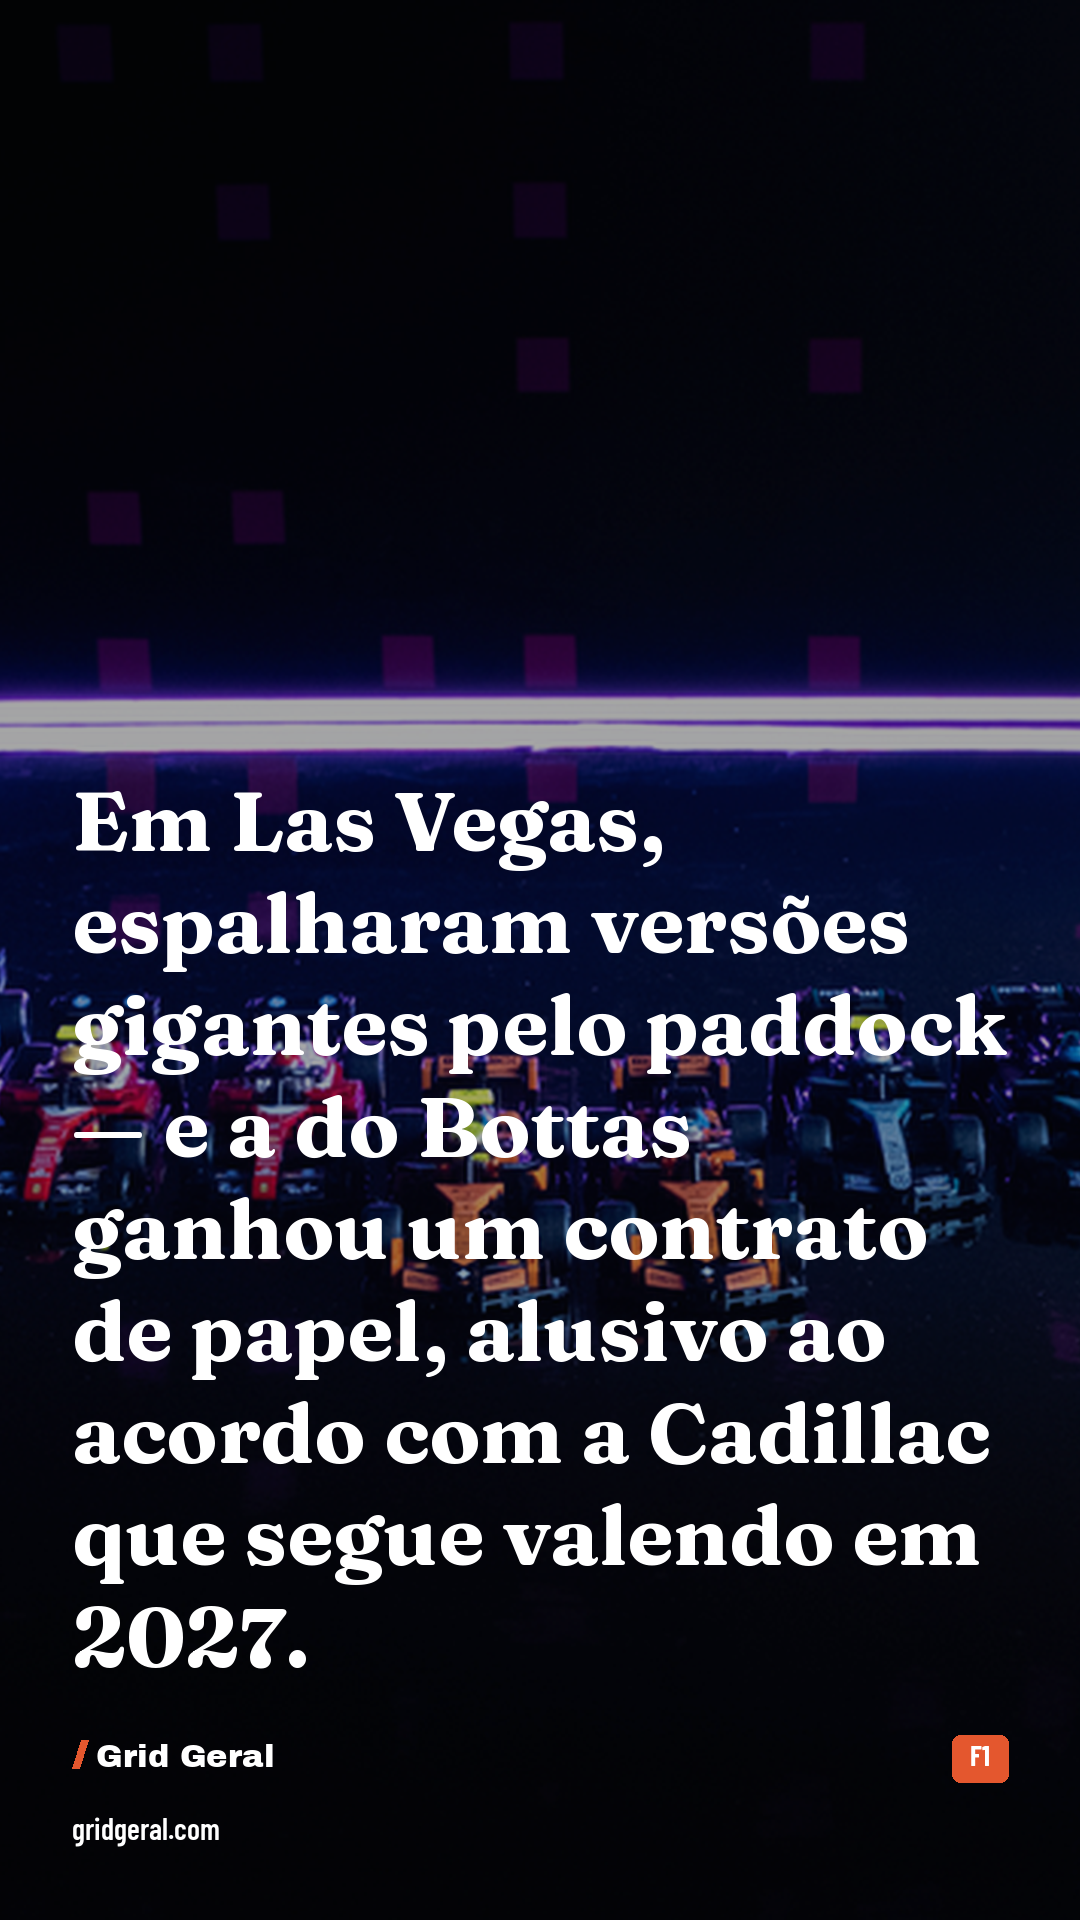 Em Las Vegas,
espalharam versões
gigantes pelo paddock
— e a do Bottas
ganhou um contrato
de papel, alusivo ao
acordo com a Cadillac
que segue valendo em
2027.
/ Grid Geral
F1
gridgeral.com